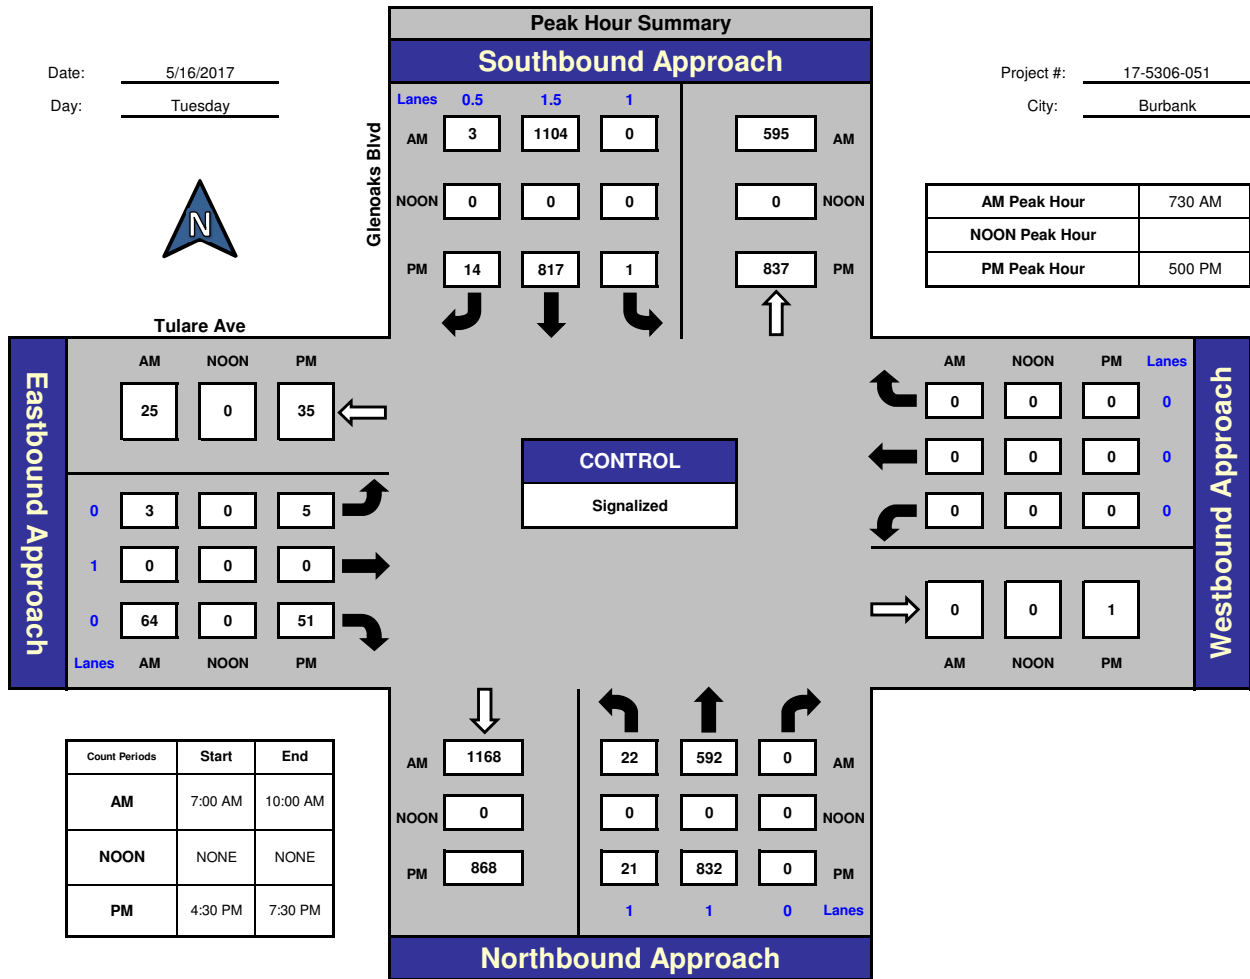 Peak Hour Summary
Southbound Approach
Date: 5/16/2017
Day: Tuesday
Project #: 17-5306-051
City: Burbank
N
Glenoaks Blvd
Lanes 0.5 1.5 1
AM 3 1104 0 595 AM
NOON 0 0 0 0 NOON
PM 14 817 1 837 PM
AM Peak Hour 730 AM
NOON Peak Hour
PM Peak Hour 500 PM
Tulare Ave
Eastbound Approach
AM NOON PM
25 0 35
0 3 0 5
1 0 0 0
0 64 0 51
Lanes AM NOON PM
CONTROL
Signalized
AM NOON PM Lanes
0 0 0 0
0 0 0 0
0 0 0 0
0 0 1
AM NOON PM
Westbound Approach
Count Periods Start End
AM 7:00 AM 10:00 AM
NOON NONE NONE
PM 4:30 PM 7:30 PM
AM 1168 22 592 0 AM
NOON 0 0 0 0 NOON
PM 868 21 832 0 PM
1 1 0 Lanes
Northbound Approach